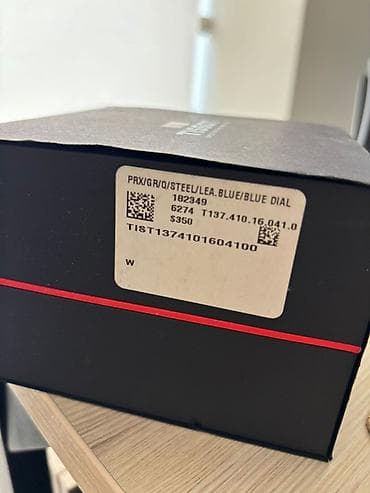 PRX/GR/Q/STEEL/LEA.BLUE/BLUE DIAL
182349
6274 T137.410.16.041.0
$350
TIST1374101604100
W